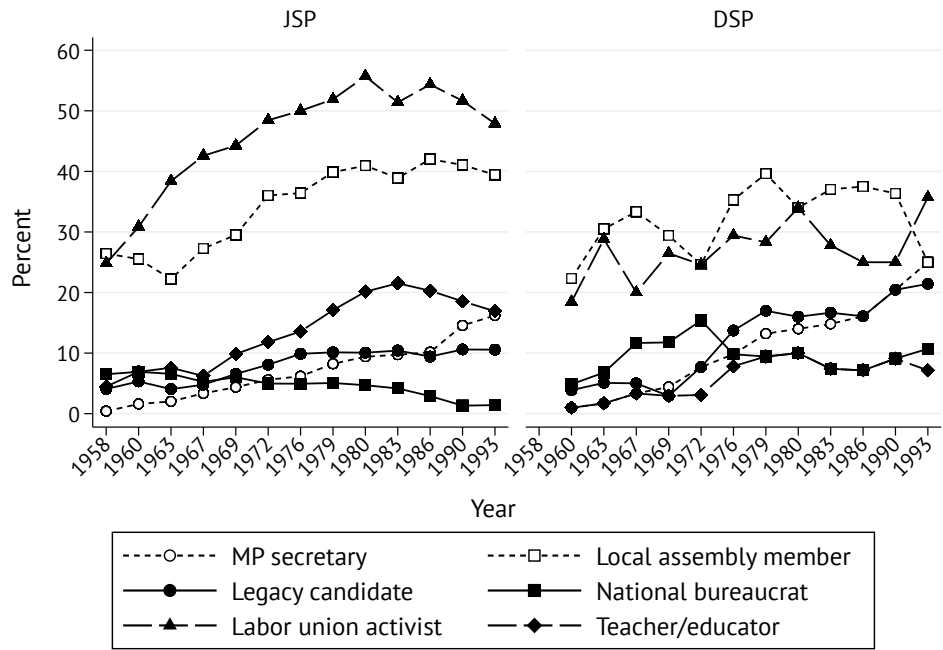 JSP DSP
60
50
40
30
20
10
0
Percent
1958 1960 1963 1967 1969 1972 1976 1979 1980 1983 1986 1990 1993 1958 1960 1963 1967 1969 1972 1976 1979 1980 1983 1986 1990 1993
Year
MP secretary Local assembly member
Legacy candidate National bureaucrat
Labor union activist Teacher/educator